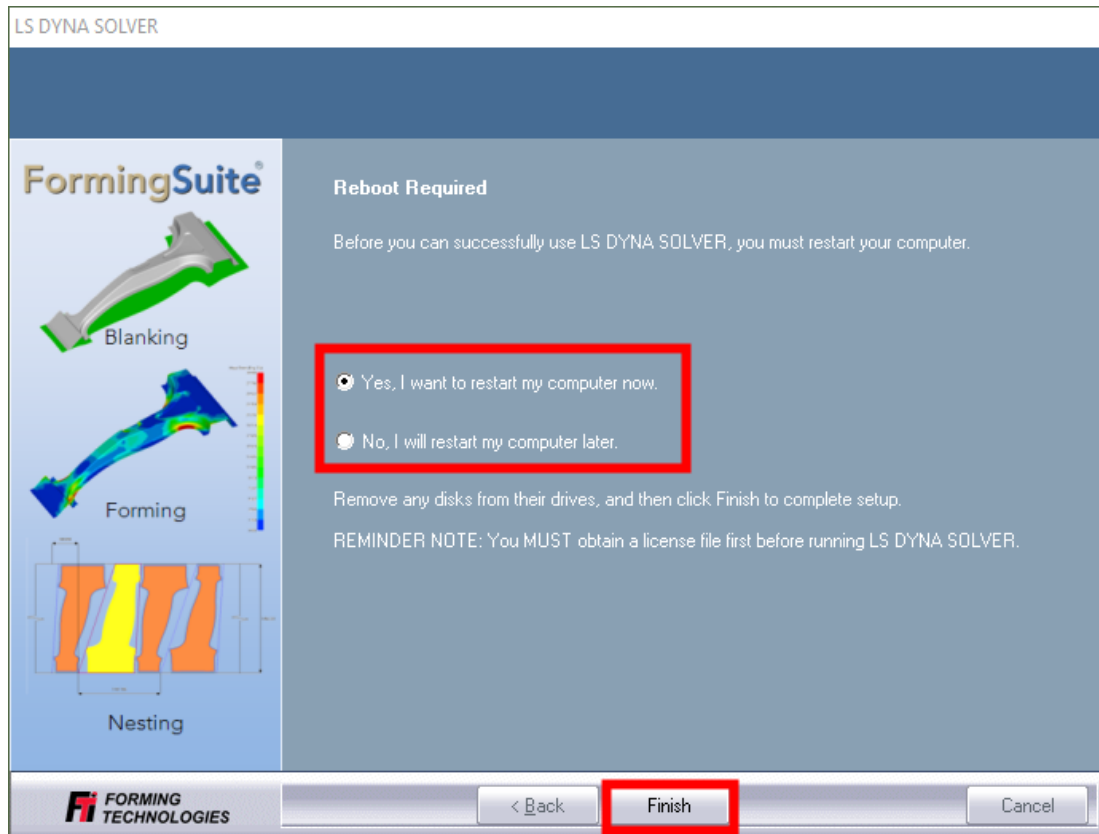 LS DYNA SOLVER
FormingSuite®
Blanking
Forming
Nesting
Reboot Required
Before you can successfully use LS DYNA SOLVER, you must restart your computer.
Yes, I want to restart my computer now.
No, I will restart my computer later.
Remove any disks from their drives, and then click Finish to complete setup.
REMINDER NOTE: You MUST obtain a license file first before running LS DYNA SOLVER.
FTi FORMING
TECHNOLOGIES
< Back
Finish
Cancel